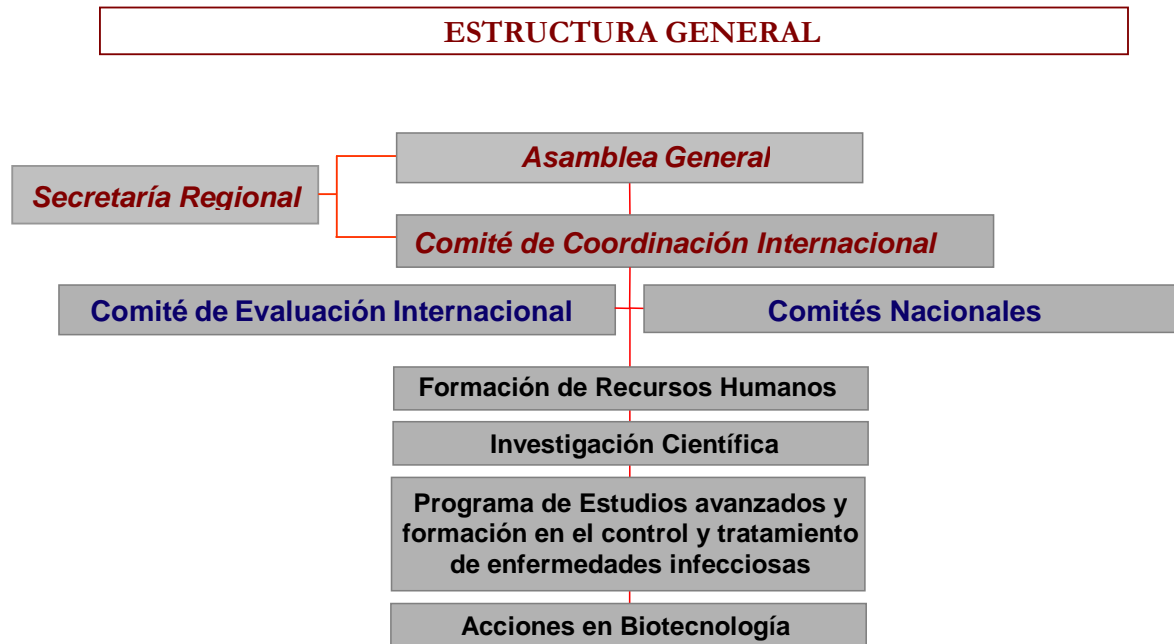 ESTRUCTURA GENERAL
Asamblea General
Secretaría Regional
Comité de Coordinación Internacional
Comité de Evaluación Internacional
Comités Nacionales
Formación de Recursos Humanos
Investigación Científica
Programa de Estudios avanzados y
formación en el control y tratamiento
de enfermedades infecciosas
Acciones en Biotecnología